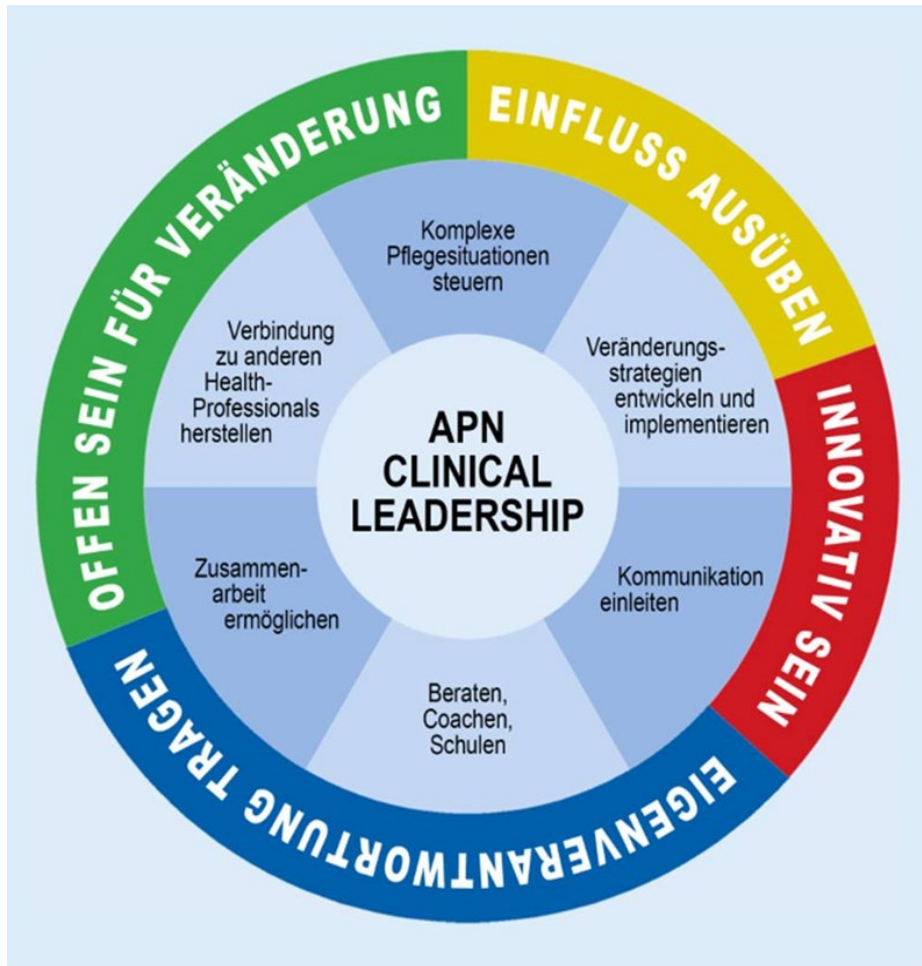 OFFEN SEIN FÜR VERÄNDERUNG
EINFLUSS AUSÜBEN
INNOVATIV SEIN
EIGENVERANTWORTUNG TRAGEN
Komplexe
Pflegesituationen
steuern
Veränderungs-
strategien
entwickeln und
implementieren
Kommunikation
einleiten
Beraten,
Coachen,
Schulen
Zusammen-
arbeit
ermöglichen
Verbindung
zu anderen
Health-
Professionals
herstellen
APN
CLINICAL
LEADERSHIP